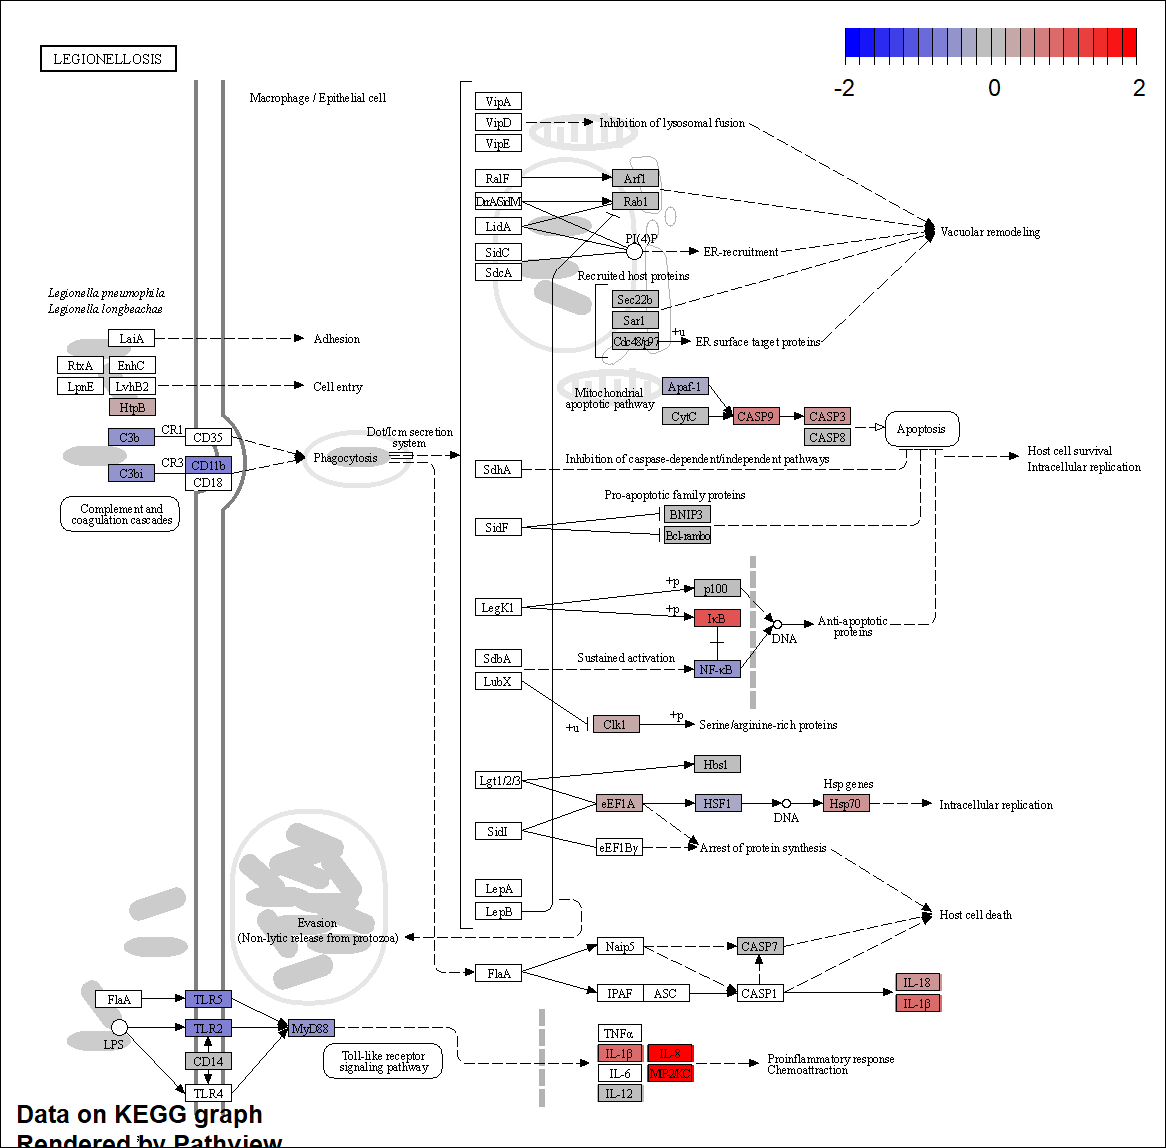 LEGIONELLOSIS
-2 0 2
Macrophage / Epithelial cell
VipA
VipD
Inhibition of lysosomal fusion
VipE
RalF
Arf1
DrrA/SidM
Rab1
LidA
Vacuolar remodeling
PI(4)P
SidC
ER-recruitment
SdcA
Recruited host proteins
Legionella pneumophila
Legionella longbeachae
Sec22b
Sar1
+u
Cdc48/p97
ER surface target proteins
LaiA
Adhesion
RtxA
EnhC
LpnE
LvhB2
Cell entry
HtpB
Mitochondrial
apoptotic pathway
Apaf-1
CytC
CASP9
CASP3
CASP8
Apoptosis
C3b
CR1
CD35
Dot/Icm secretion
system
Phagocytosis
C3bi
CR3
CD11b
CD18
SdhA
Inhibition of caspase-dependent/independent pathways
Host cell survival
Intracellular replication
Complement and
coagulation cascades
Pro-apoptotic family proteins
BNIP3
SidF
Bcl-rambo
+p
p100
LegK1
+p
IκB
DNA
Anti-apoptotic
proteins
SdbA
Sustained activation
NF-κB
LubX
+u
Clk1
+p
Serine/arginine-rich proteins
Hbs1
Lgt1/2/3
Hsp genes
eEF1A
HSF1
DNA
Hsp70
Intracellular replication
SidI
eEF1By
Arrest of protein synthesis
LepA
LepB
Host cell death
Evasion
(Non-lytic release from protozoa)
Naip5
CASP7
FlaA
IPAF
ASC
CASP1
IL-18
IL-1β
FlaA
TLR5
TLR2
MyD88
LPS
CD14
TLR4
Toll-like receptor
signaling pathway
TNFα
IL-1β
IL-8
IL-6
MIP2/KC
IL-12
Proinflammatory response
Chemoattraction
Data on KEGG graph
Rendered by Pathview